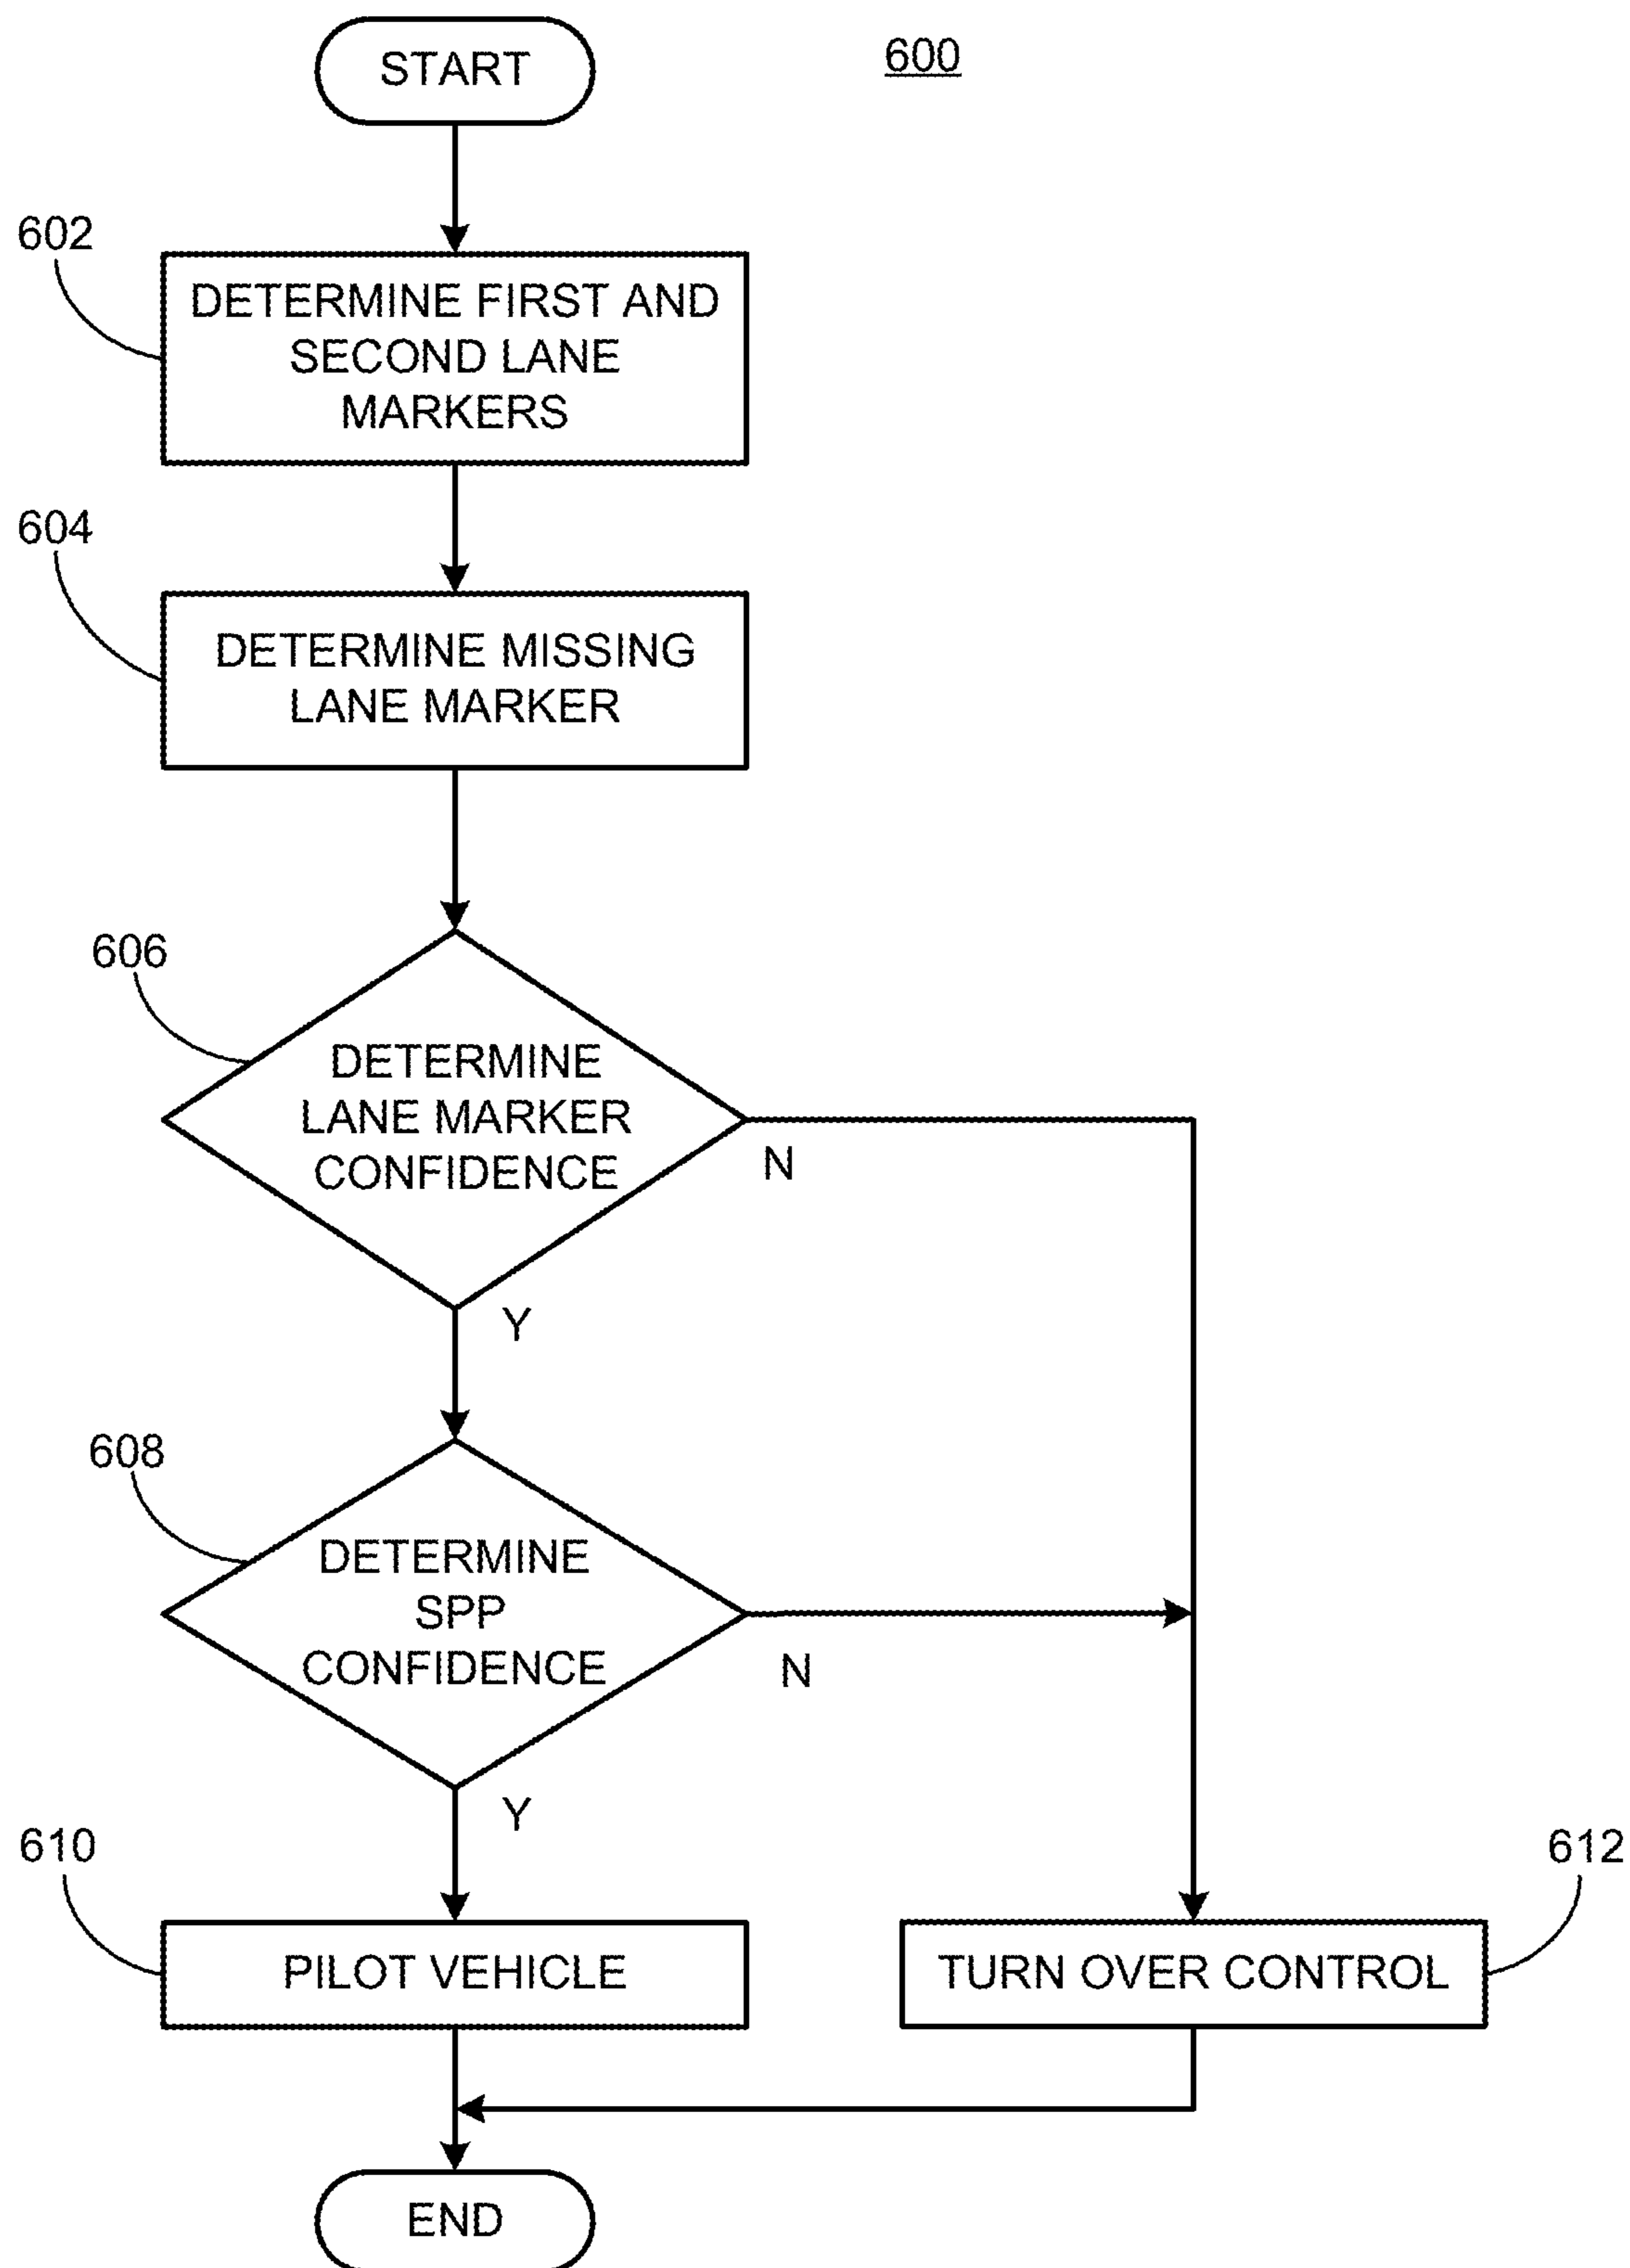 START
600
602
DETERMINE FIRST AND
SECOND LANE
MARKERS
604
DETERMINE MISSING
LANE MARKER
606
DETERMINE
LANE MARKER
CONFIDENCE
N
Y
608
DETERMINE
SPP
CONFIDENCE
N
Y
610
PILOT VEHICLE
612
TURN OVER CONTROL
END